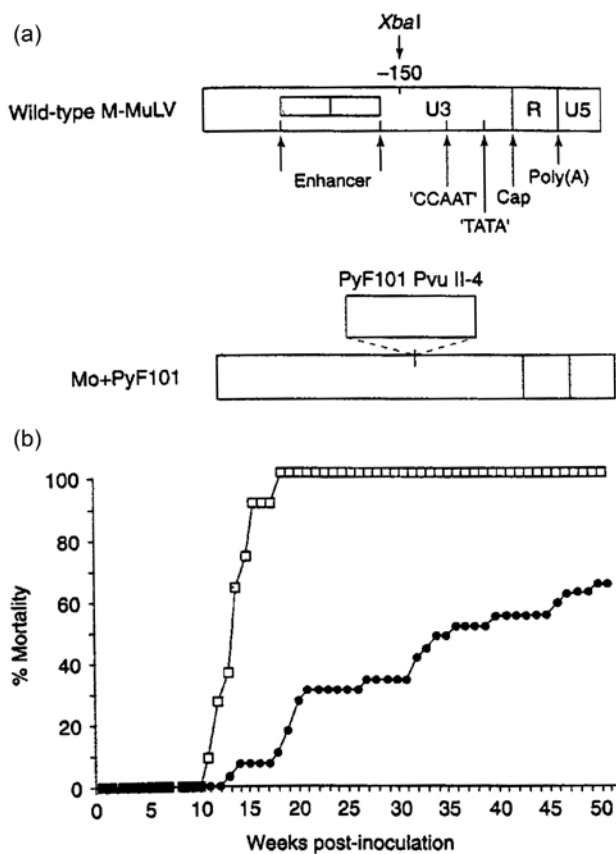 (a)
XbaI
−150
Wild-type M-MuLV
U3
R
U5
Enhancer
'CCAAT'
'TATA'
Cap
Poly(A)
PyF101 Pvu II-4
Mo+PyF101
(b)
% Mortality
100
80
60
40
20
0
0 5 10 15 20 25 30 35 40 45 50
Weeks post-inoculation